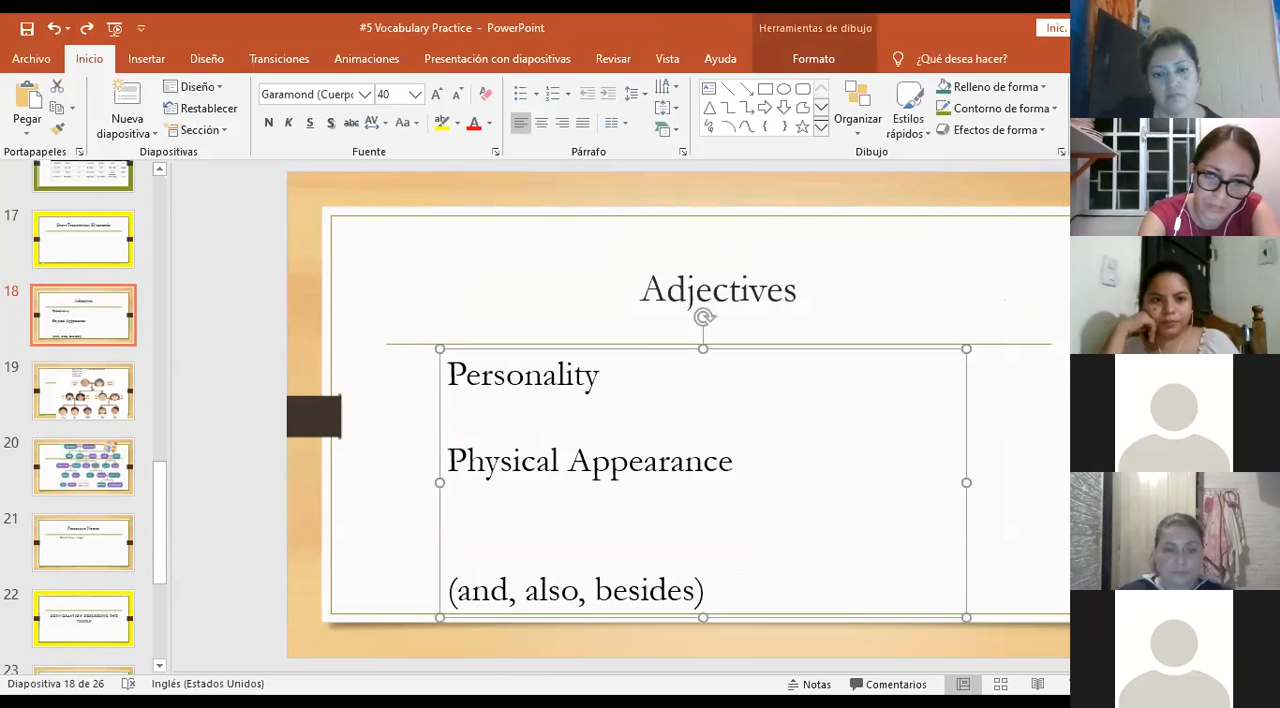 #5 Vocabulary Practice - PowerPoint
Herramientas de dibujo
Inic.
Archivo
Inicio
Insertar
Diseño
Transiciones
Animaciones
Presentación con diapositivas
Revisar
Vista
Ayuda
Formato
¿Qué desea hacer?
Pegar
Portapapeles
Nueva
diapositiva
Diseño
Restablecer
Sección
Diapositivas
Garamond (Cuerpo
40
N K S S abc AV Aa A
Fuente
Párrafo
Organizar
Estilos
rápidos
Relleno de forma
Contorno de forma
Efectos de forma
Dibujo
17
18
19
20
21
22
23
Adjectives
Personality
Physical Appearance
(and, also, besides)
Diapositiva 18 de 26
Inglés (Estados Unidos)
Notas
Comentarios